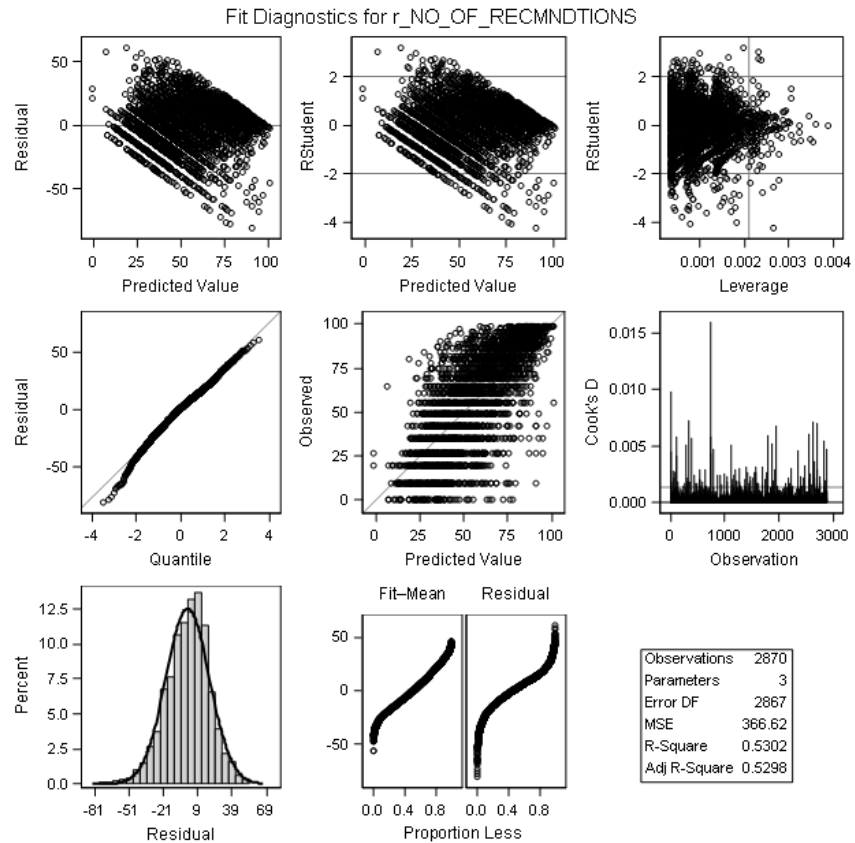 Fit Diagnostics for r_NO_OF_RECMNDTIONS
50
0
-50
Residual
0 25 50 75 100
Predicted Value
2
0
-2
-4
RStudent
0 25 50 75 100
Predicted Value
2
0
-2
-4
RStudent
0.001 0.002 0.003 0.004
Leverage
50
0
-50
Residual
-4 -2 0 2 4
Quantile
100
75
50
25
0
Observed
0 25 50 75 100
Predicted Value
0.015
0.010
0.005
0.000
Cook's D
0 1000 2000 3000
Observation
12.5
10.0
7.5
5.0
2.5
0.0
Percent
-81 -51 -21 9 39 69
Residual
Fit–Mean Residual
50
0
-50
0.0 0.4 0.8 0.0 0.4 0.8
Proportion Less
Observations 2870
Parameters 3
Error DF 2867
MSE 366.62
R-Square 0.5302
Adj R-Square 0.5298